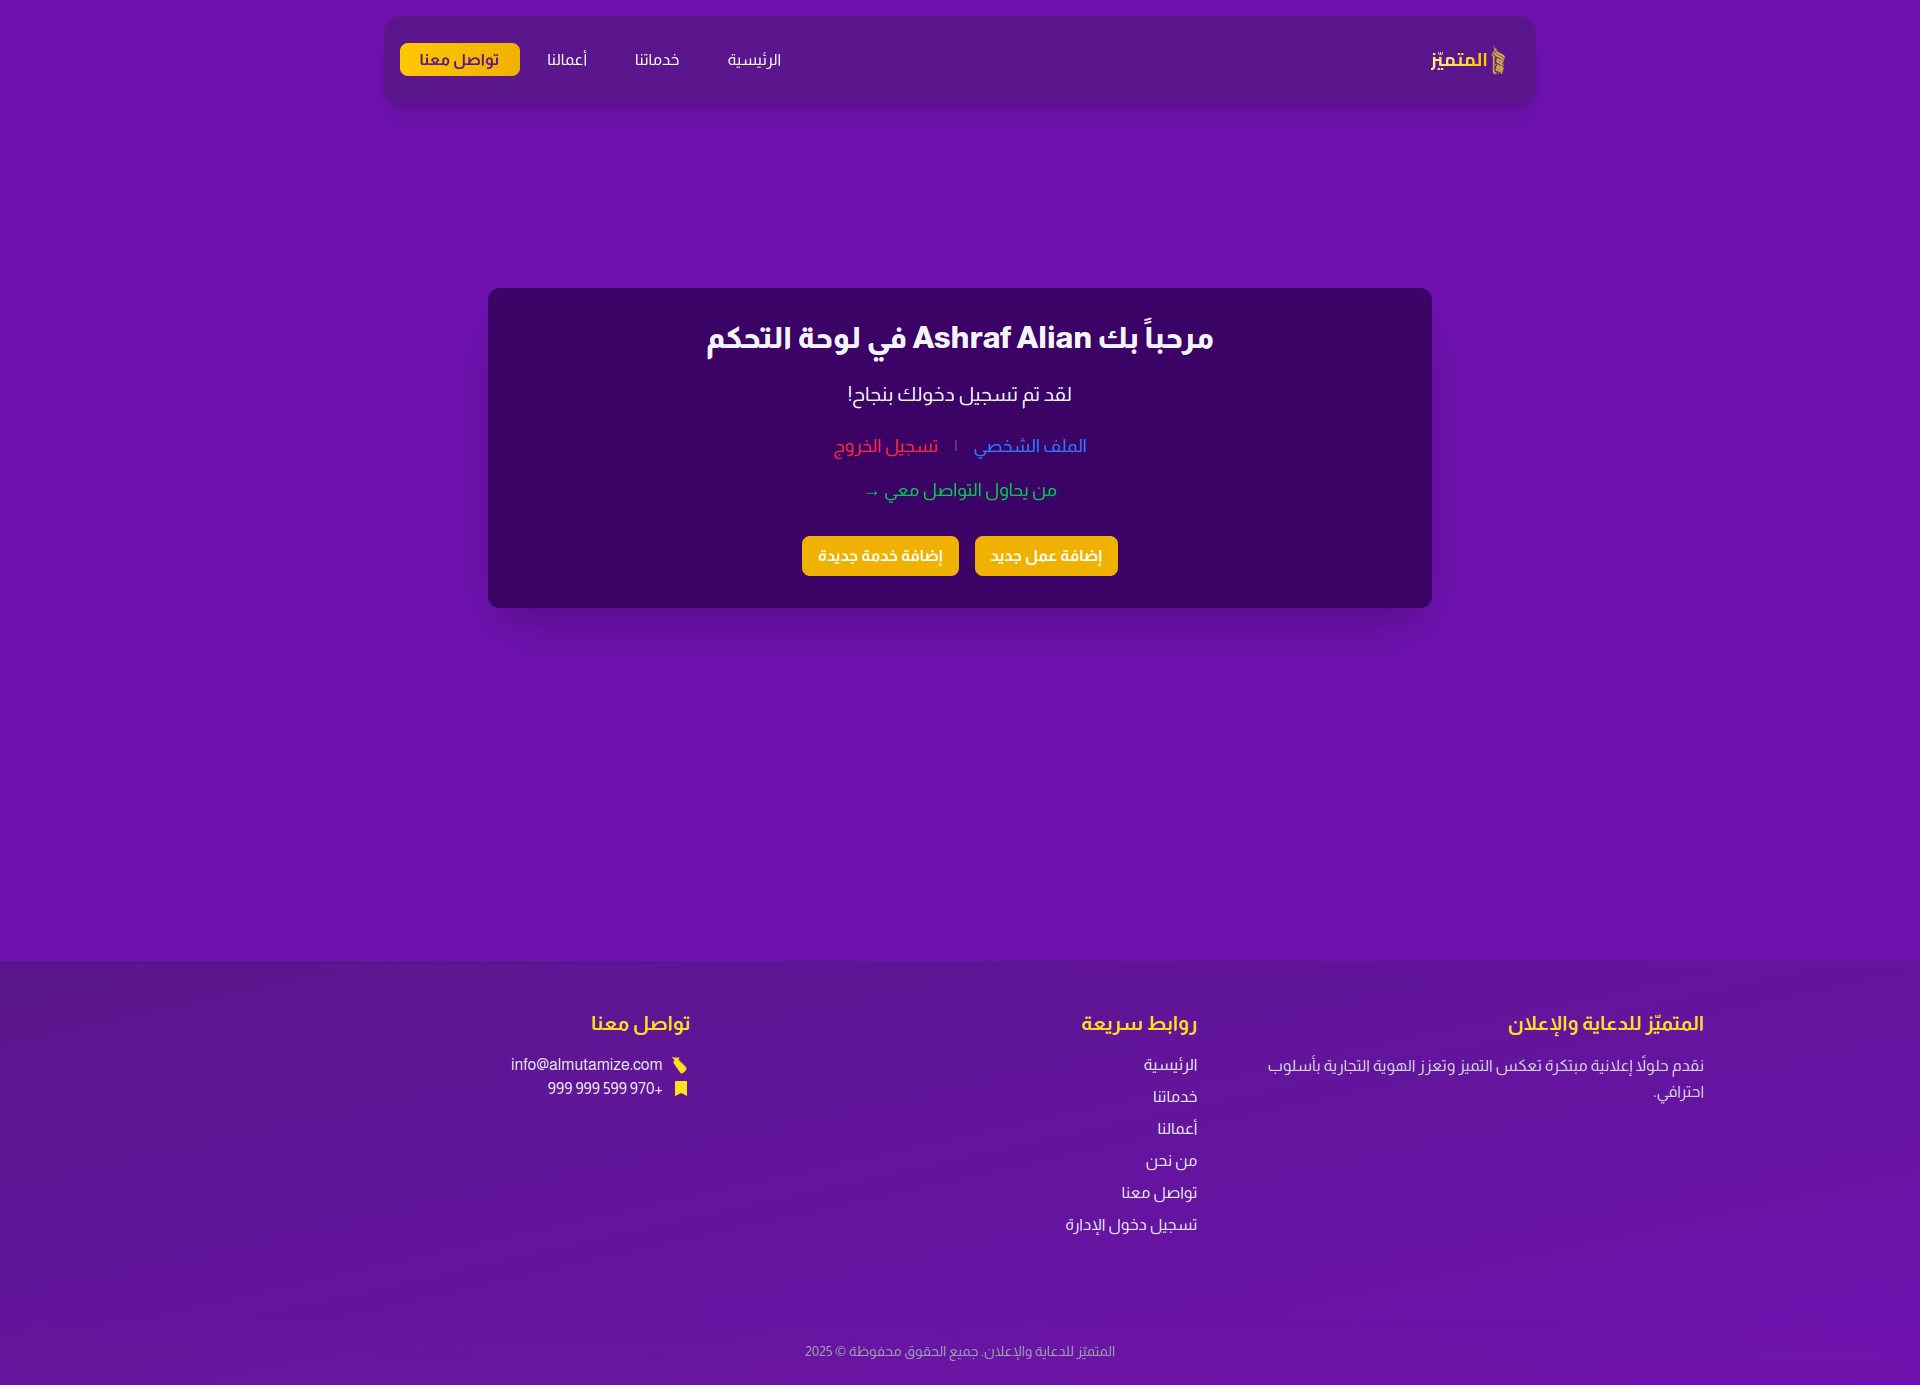 المتميّز
الرئيسية
خدماتنا
أعمالنا
تواصل معنا
مرحباً بك Ashraf Alian في لوحة التحكم
لقد تم تسجيل دخولك بنجاح!
الملف الشخصي | تسجيل الخروج
من يحاول التواصل معي →
إضافة عمل جديد
إضافة خدمة جديدة
المتميّز للدعاية والإعلان
نقدم حلولًا إعلانية مبتكرة تعكس التميز وتعزز الهوية التجارية بأسلوب
احترافي.
روابط سريعة
الرئيسية
خدماتنا
أعمالنا
من نحن
تواصل معنا
تسجيل دخول الإدارة
تواصل معنا
info@almutamize.com
999 999 599 970+
المتميّز للدعاية والإعلان. جميع الحقوق محفوظة © 2025